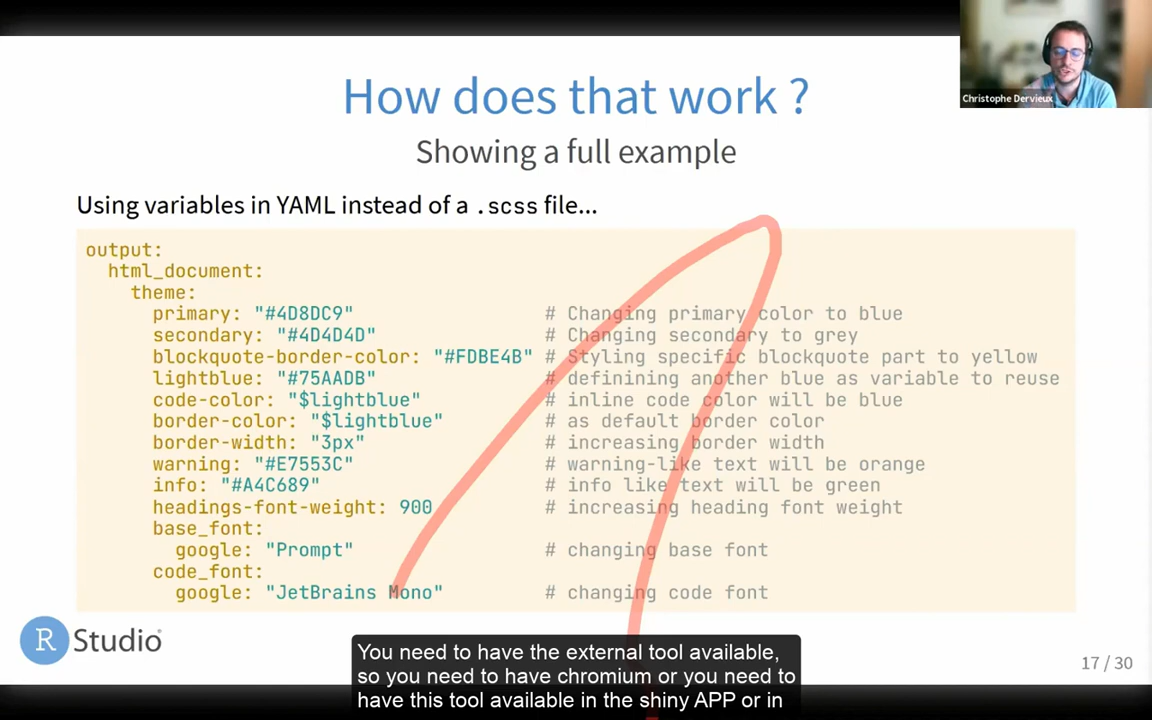 How does that work ?
Christophe Dervieux
Showing a full example
Using variables in YAML instead of a .scss file...
output:
html_document:
theme:
primary: "#4D8DC9" # Changing primary color to blue
secondary: "#4D4D4D" # Changing secondary to grey
blockquote-border-color: "#FDBE4B" # Styling specific blockquote part to yellow
lightblue: "#75AADB" # definining another blue as variable to reuse
code-color: "$lightblue" # inline code color will be blue
border-color: "$lightblue" # as default border color
border-width: "3px" # increasing border width
warning: "#E7553C" # warning-like text will be orange
info: "#A4C689" # info like text will be green
headings-font-weight: 900 # increasing heading font weight
base_font:
google: "Prompt" # changing base font
code_font:
google: "JetBrains Mono" # changing code font
R Studio
17 / 30
You need to have the external tool available,
so you need to have chromium or you need to
have this tool available in the shiny APP or in